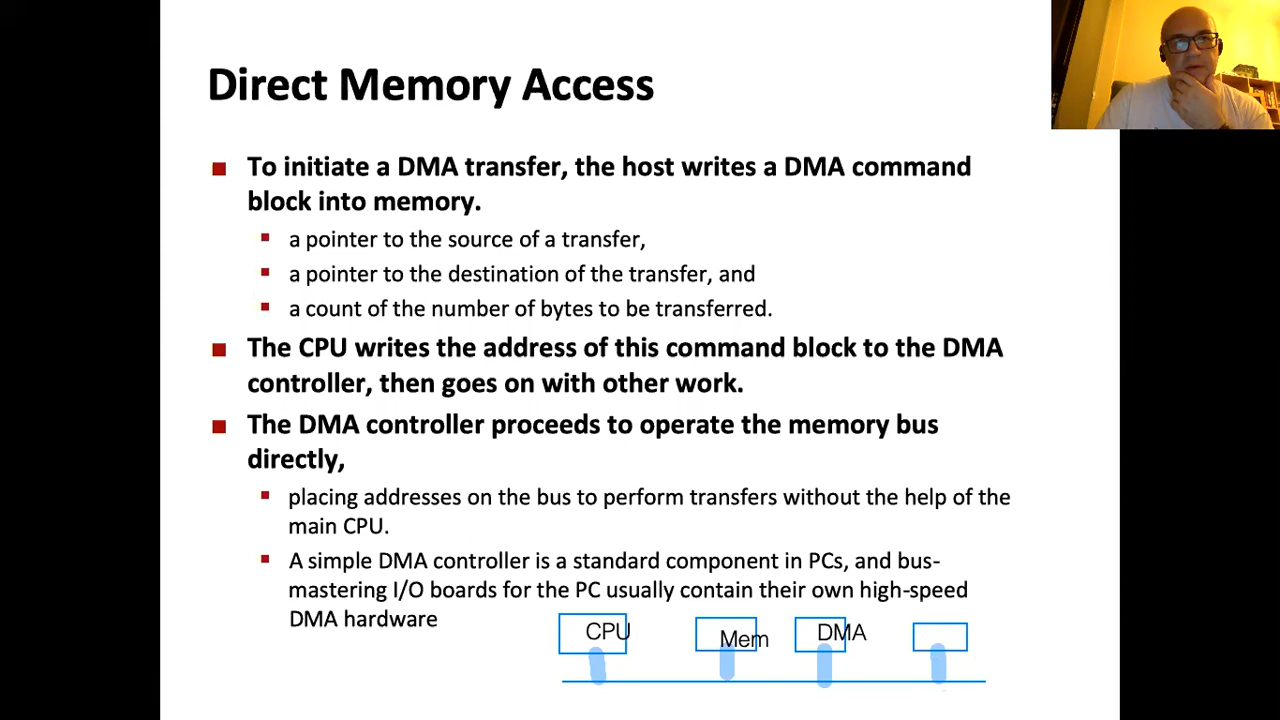 Direct Memory Access
To initiate a DMA transfer, the host writes a DMA command
block into memory.
a pointer to the source of a transfer,
a pointer to the destination of the transfer, and
a count of the number of bytes to be transferred.
The CPU writes the address of this command block to the DMA
controller, then goes on with other work.
The DMA controller proceeds to operate the memory bus
directly,
placing addresses on the bus to perform transfers without the help of the
main CPU.
A simple DMA controller is a standard component in PCs, and bus-
mastering I/O boards for the PC usually contain their own high-speed
DMA hardware
CPU Mem DMA